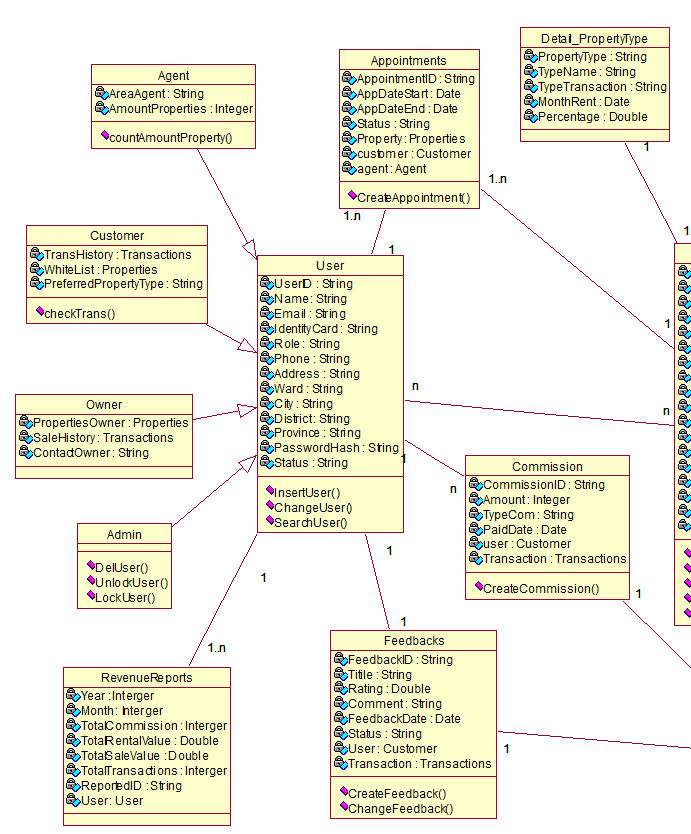 Agent
AreaAgent : String
AmountProperties : Integer
countAmountProperty()
Appointments
AppointmentID : String
AppDateStart : Date
AppDateEnd : Date
Status : String
Property : Properties
customer : Customer
agent : Agent
CreateAppointment()
Detail_PropertyType
PropertyType : String
TypeName : String
TypeTransaction : String
MonthRent : Date
Percentage : Double
1
1
1..n
1..n
1
1
Customer
TransHistory : Transactions
WhiteList : Properties
PreferredPropertyType : String
checkTrans()
User
UserID : String
Name : String
Email : String
IdentityCard : String
Role : String
Phone : String
Address : String
Ward : String
City : String
District : String
Province : String
PasswordHash : String
Status : String
InsertUser()
ChangeUser()
SearchUser()
n
n
1
n
Owner
PropertiesOwner : Properties
SaleHistory : Transactions
ContactOwner : String
Admin
DelUser()
UnlockUser()
LockUser()
Commission
CommissionID : String
Amount : Integer
TypeCom : String
PaidDate : Date
user : Customer
Transaction : Transactions
CreateCommission()
1
1
1
1..n
1
RevenueReports
Year : Interger
Month : Interger
TotalCommission : Interger
TotalRentalValue : Double
TotalSaleValue : Double
TotalTransactions : Interger
ReportedID : String
User : User
Feedbacks
FeedbackID : String
Titile : String
Rating : Double
Comment : String
FeedbackDate : Date
Status : String
User : Customer
Transaction : Transactions
CreateFeedback()
ChangeFeedback()
1